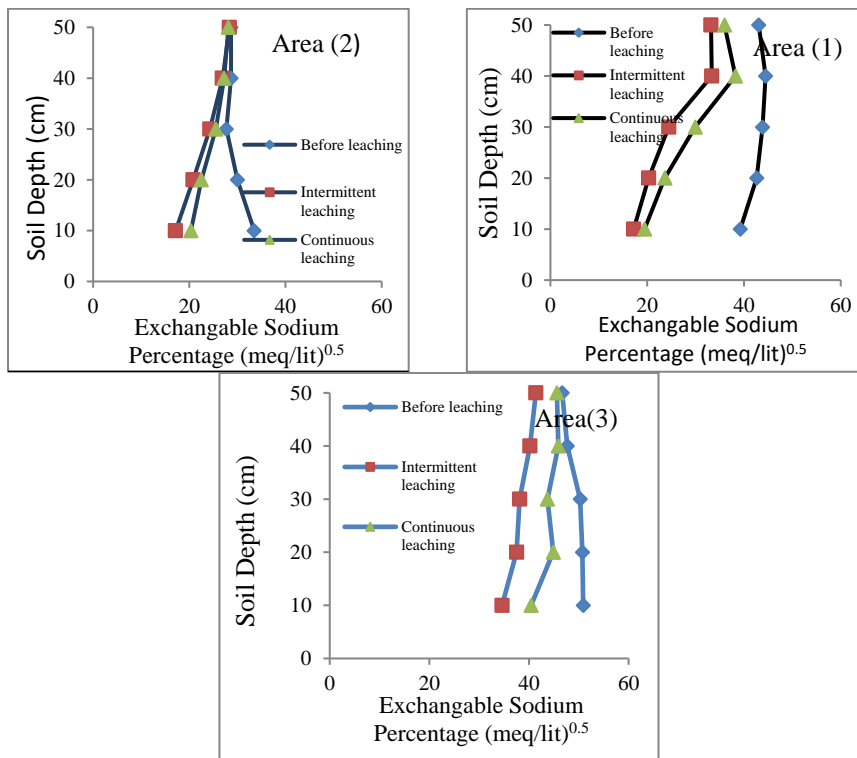 Area (2)
50
40
30
20
10
0
Soil Depth (cm)
Before leaching
Intermittent
leaching
Continuous
leaching
0 20 40 60
Exchangable Sodium
Percentage (meq/lit)0.5
Area (1)
50
40
30
20
10
0
Soil Depth (cm)
Before
leaching
Intermittent
leaching
Continuous
leaching
0 20 40 60
Exchangable Sodium
Percentage (meq/lit)0.5
Area(3)
50
40
30
20
10
0
Soil Depth (cm)
Before leaching
Intermittent
leaching
Continuous
leaching
0 20 40 60
Exchangable Sodium
Percentage (meq/lit)0.5